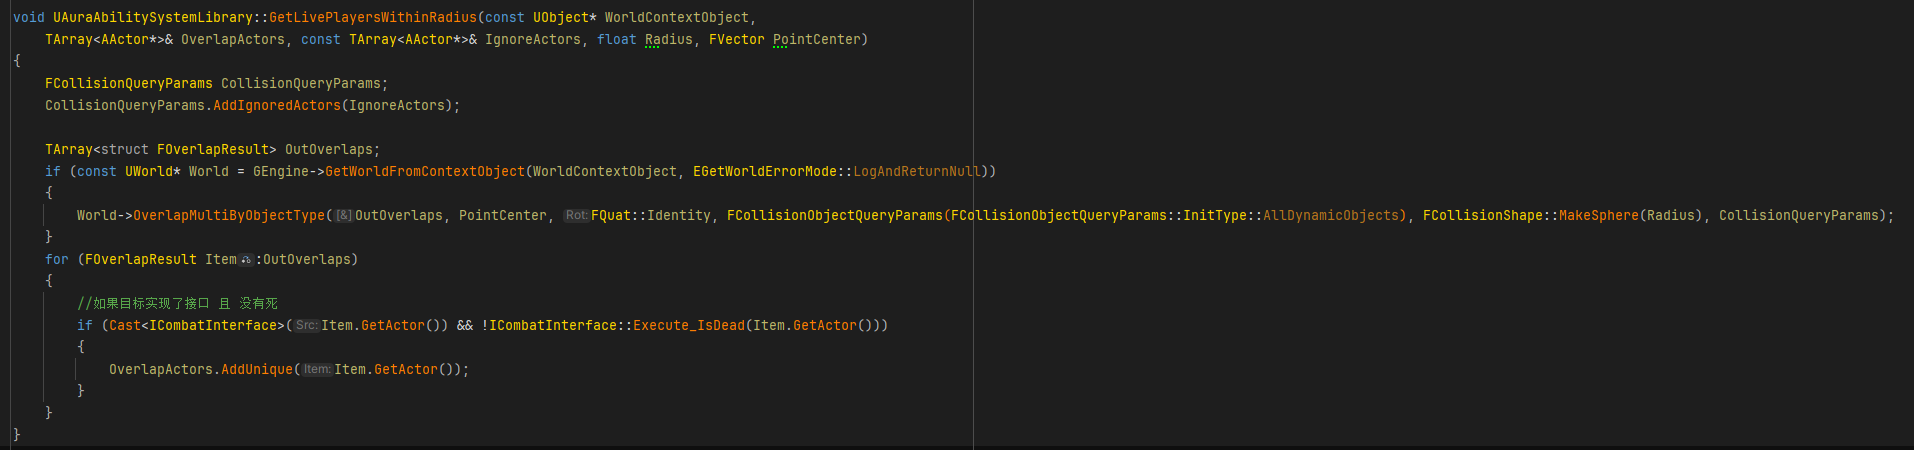 void UAuraAbilitySystemLibrary::GetLivePlayersWithinRadius(const UObject* WorldContextObject,
TArray<AActor*>& OverlapActors, const TArray<AActor*>& IgnoreActors, float Radius, FVector PointCenter)
{
FCollisionQueryParams CollisionQueryParams;
CollisionQueryParams.AddIgnoredActors(IgnoreActors);
TArray<struct FOverlapResult> OutOverlaps;
if (const UWorld* World = GEngine->GetWorldFromContextObject(WorldContextObject, EGetWorldErrorMode::LogAndReturnNull))
{
World->OverlapMultiByObjectType([&]OutOverlaps, PointCenter, Rot:FQuat::Identity, FCollisionObjectQueryParams(FCollisionObjectQueryParams::InitType::AllDynamicObjects), FCollisionShape::MakeSphere(Radius), CollisionQueryParams);
}
for (FOverlapResult Item :OutOverlaps)
{
//如果目标实现了接口 且 没有死
if (Cast<ICombatInterface>(Src:Item.GetActor()) && !ICombatInterface::Execute_IsDead(Item.GetActor()))
{
OverlapActors.AddUnique(Item:Item.GetActor());
}
}
}